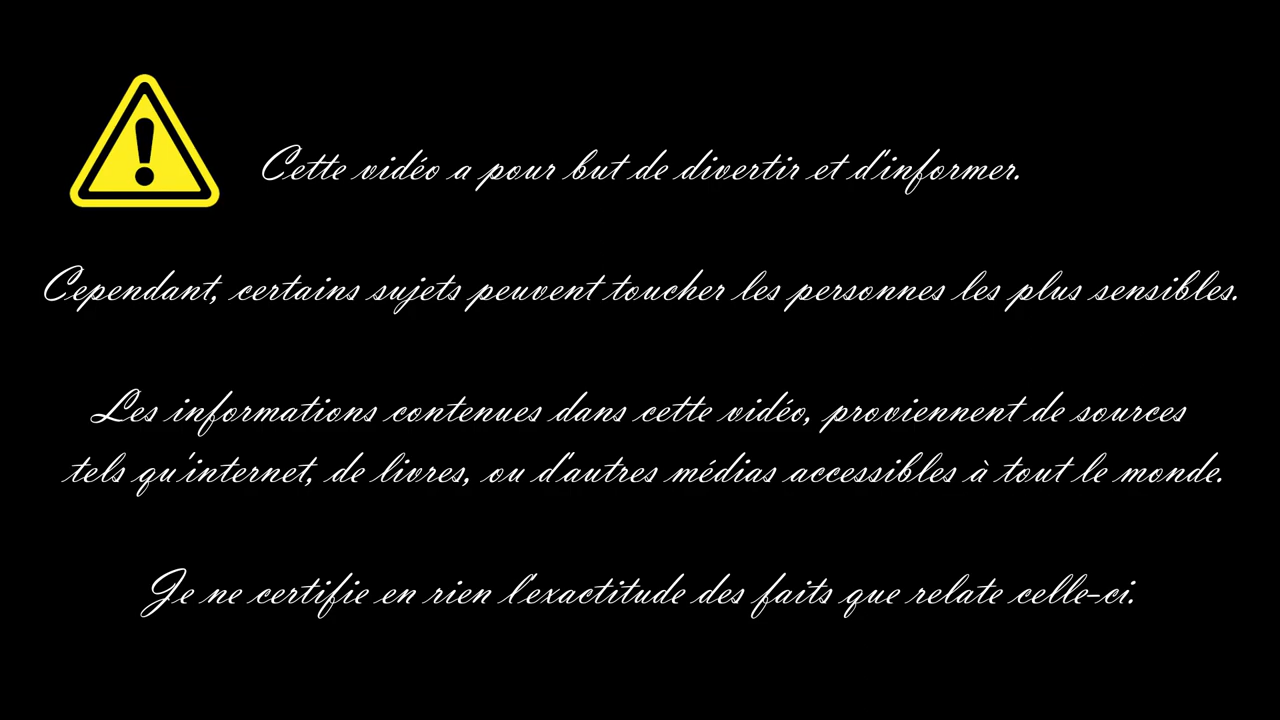 Cette vidéo a pour but de divertir et d'informer.
Cependant, certains sujets peuvent toucher les personnes les plus sensibles.
Les informations contenues dans cette vidéo, proviennent de sources
tels qu'internet, de livres, ou d'autres médias accessibles à tout le monde.
Je ne certifie en rien l'exactitude des faits que relate celle-ci.